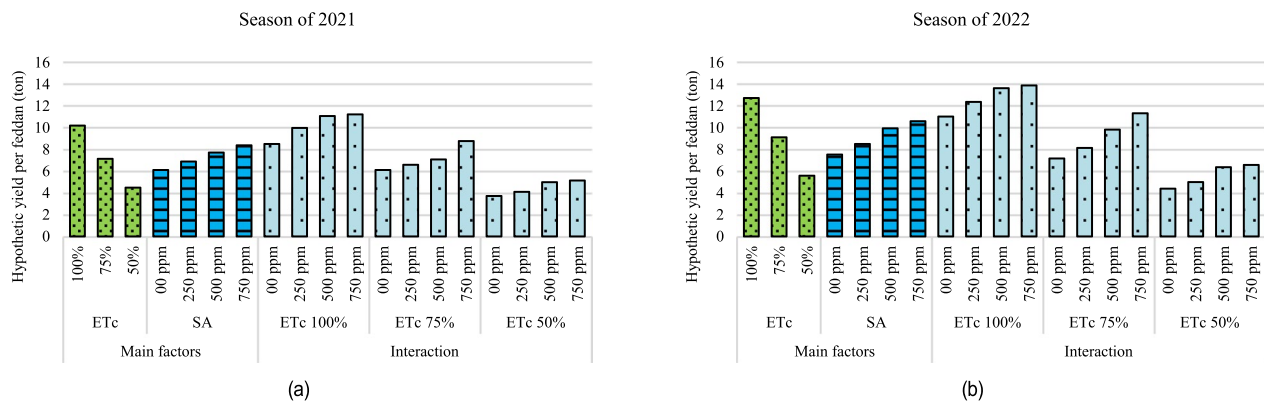 Season of 2021
Hypothetic yield per feddan (ton)
16
14
12
10
8
6
4
2
0
100%
75%
50%
00 ppm
250 ppm
500 ppm
750 ppm
00 ppm
250 ppm
500 ppm
750 ppm
00 ppm
250 ppm
500 ppm
750 ppm
00 ppm
250 ppm
500 ppm
750 ppm
ETc SA ETc 100% ETc 75% ETc 50%
Main factors Interaction
(a)
Season of 2022
Hypothetic yield per feddan (ton)
16
14
12
10
8
6
4
2
0
100%
75%
50%
00 ppm
250 ppm
500 ppm
750 ppm
00 ppm
250 ppm
500 ppm
750 ppm
00 ppm
250 ppm
500 ppm
750 ppm
00 ppm
250 ppm
500 ppm
750 ppm
ETc SA ETc 100% ETc 75% ETc 50%
Main factors Interaction
(b)